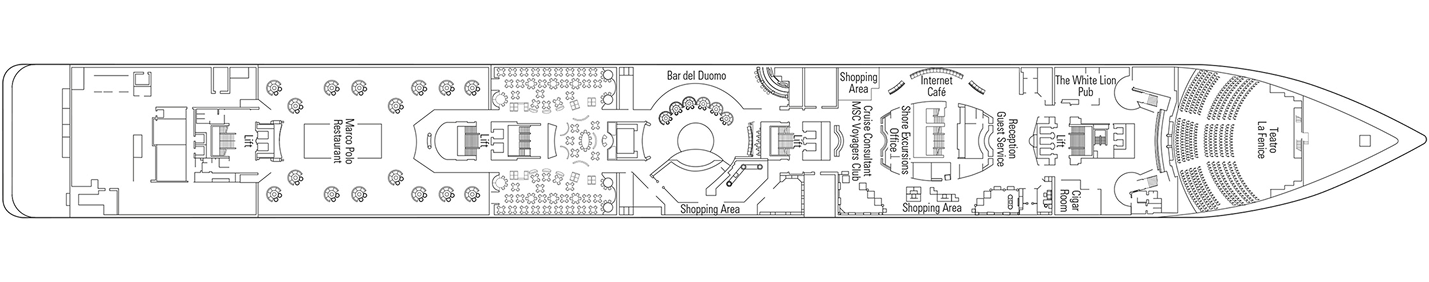 Lift
Marco Polo
Restaurant
Lift
Bar del Duomo
Shopping Area
Lift
Shopping
Area
Cruise Consultant
MSC Voyagers Club
Shore Excursions
Office
Internet
Café
Shopping Area
Reception
Guest Service
Lift
The White Lion
Pub
Cigar
Room
Teatro
La Fenice